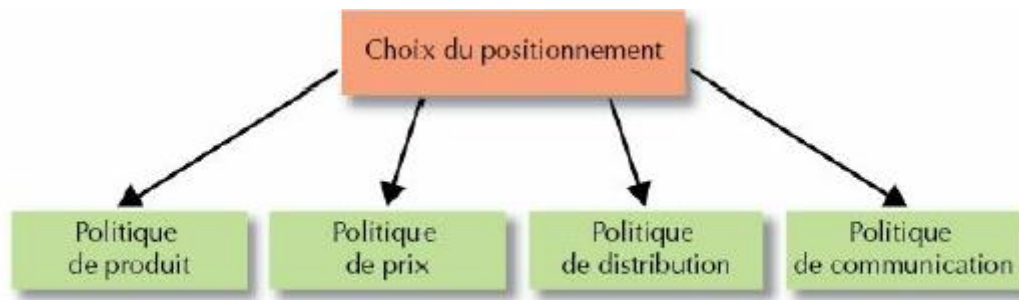 Choix du positionnement
Politique
de produit
Politique
de prix
Politique
de distribution
Politique
de communication